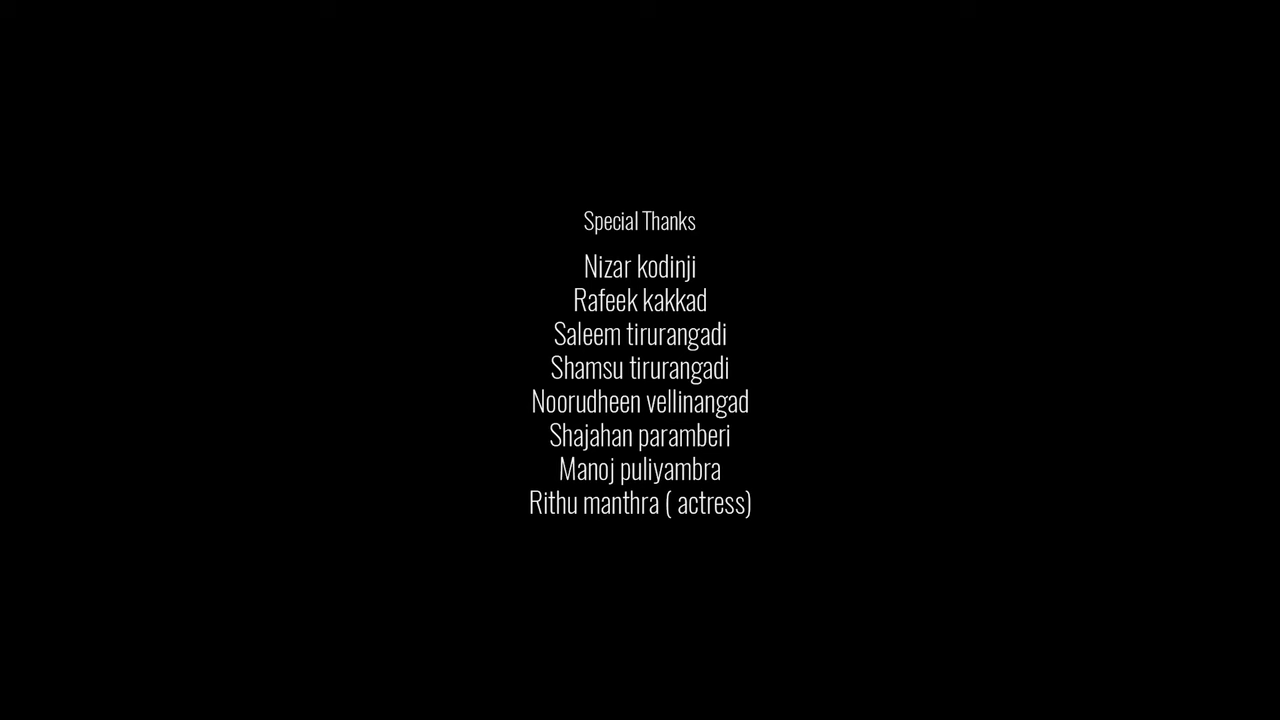 Special Thanks
Nizar kodinji
Rafeek kakkad
Saleem tirurangadi
Shamsu tirurangadi
Noorudheen vellinangad
Shajahan paramberi
Manoj puliyambra
Rithu manthra ( actress)